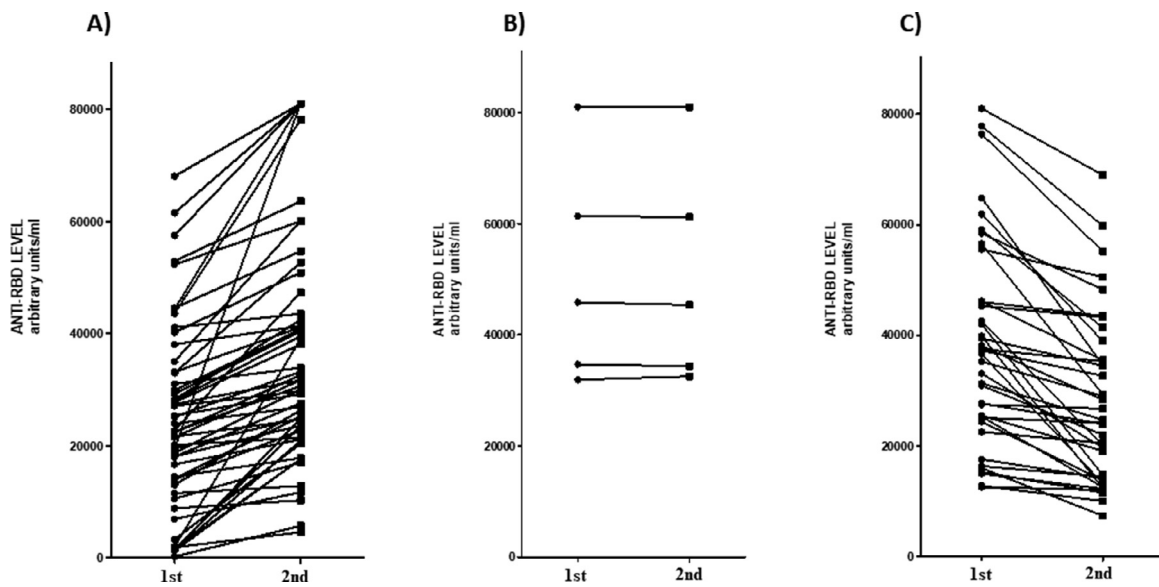 A)
ANTI-RBD LEVEL
arbitrary units/ml
80000
60000
40000
20000
0
1st 2nd
B)
ANTI-RBD LEVEL
arbitrary units/ml
80000
60000
40000
20000
0
1st 2nd
C)
ANTI-RBD LEVEL
arbitrary units/ml
80000
60000
40000
20000
0
1st 2nd